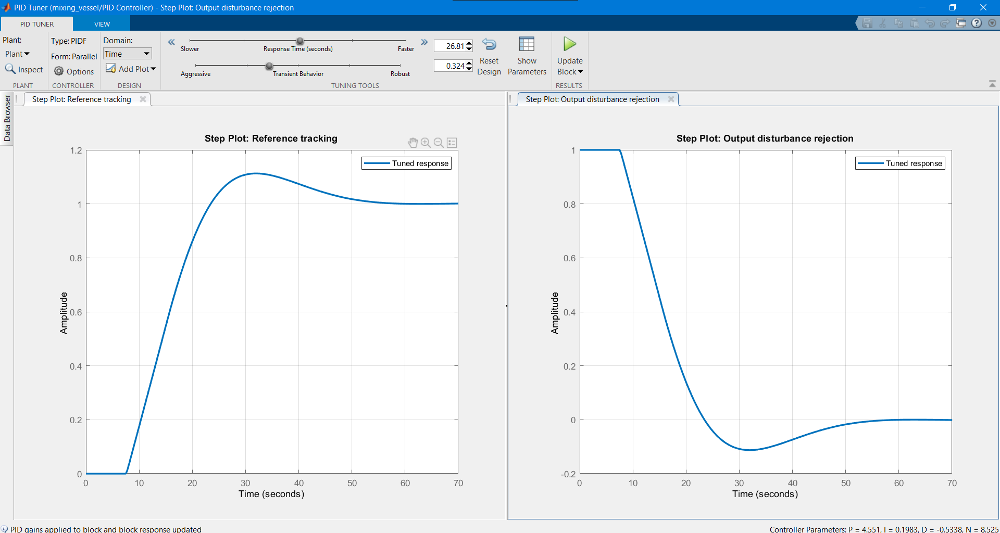 PID Tuner (mixing_vessel/PID Controller) - Step Plot: Output disturbance rejection
PID TUNER
VIEW
Plant:
Plant
Inspect
PLANT
Type: PIDF
Form: Parallel
Options
CONTROLLER
Domain:
Time
Add Plot
DESIGN
Slower
Response Time (seconds)
Faster
26.81
Aggressive
Transient Behavior
Robust
0.324
TUNING TOOLS
Reset
Design
Show
Parameters
Update
Block
RESULTS
Data Browser
Step Plot: Reference tracking
Step Plot: Reference tracking
Tuned response
1.2
1
0.8
0.6
0.4
0.2
0
Amplitude
0 10 20 30 40 50 60 70
Time (seconds)
Step Plot: Output disturbance rejection
Step Plot: Output disturbance rejection
Tuned response
1
0.8
0.6
0.4
0.2
0
-0.2
Amplitude
0 10 20 30 40 50 60 70
Time (seconds)
PID gains applied to block and block response updated
Controller Parameters: P = 4.551, I = 0.1983, D = -0.5338, N = 8.525